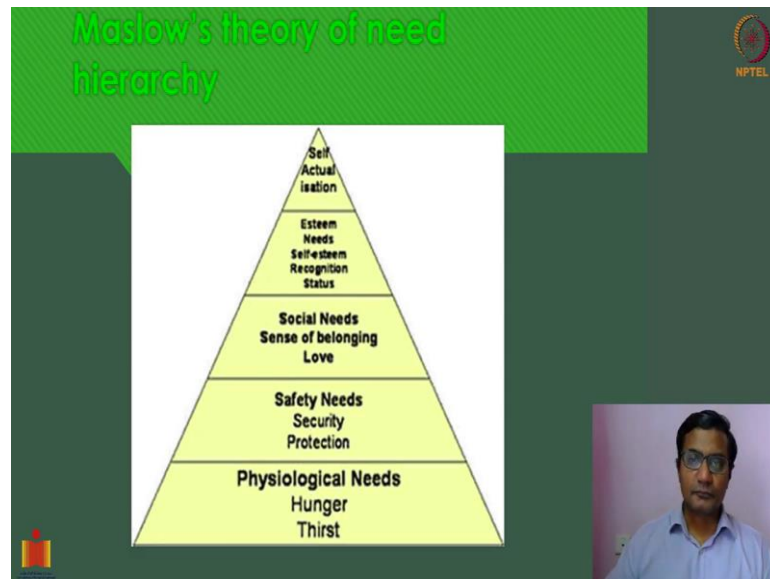 Maslow's theory of need
hierarchy
NPTEL
Self
Actual
isation
Esteem
Needs
Self-esteem
Recognition
Status
Social Needs
Sense of belonging
Love
Safety Needs
Security
Protection
Physiological Needs
Hunger
Thirst